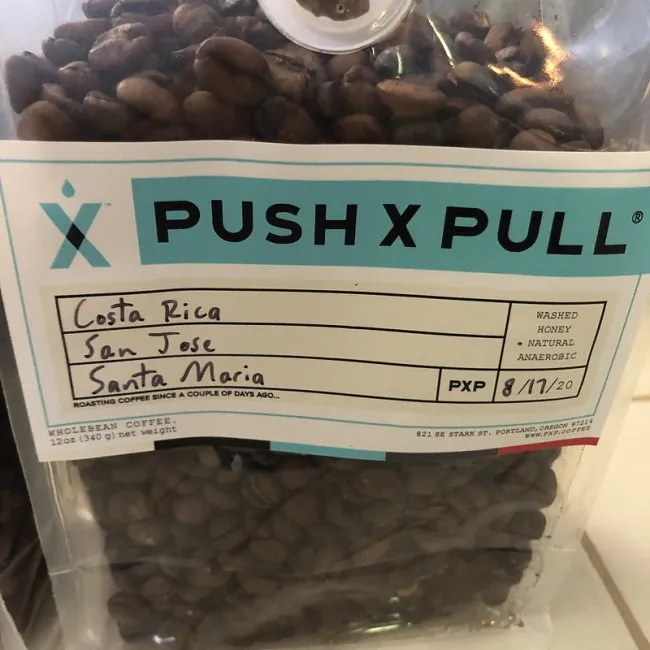 PUSH X PULL®
Costa Rica
San Jose
Santa Maria
WASHED
HONEY
• NATURAL
ANAEROBIC
PXP 8/17/20
ROASTING COFFEE SINCE A COUPLE OF DAYS AGO...
WHOLEBEAN COFFEE.
12oz (340 g) net weight
821 SE STARK ST. PORTLAND, OREGON 97214
WWW.PXP.COFFEE